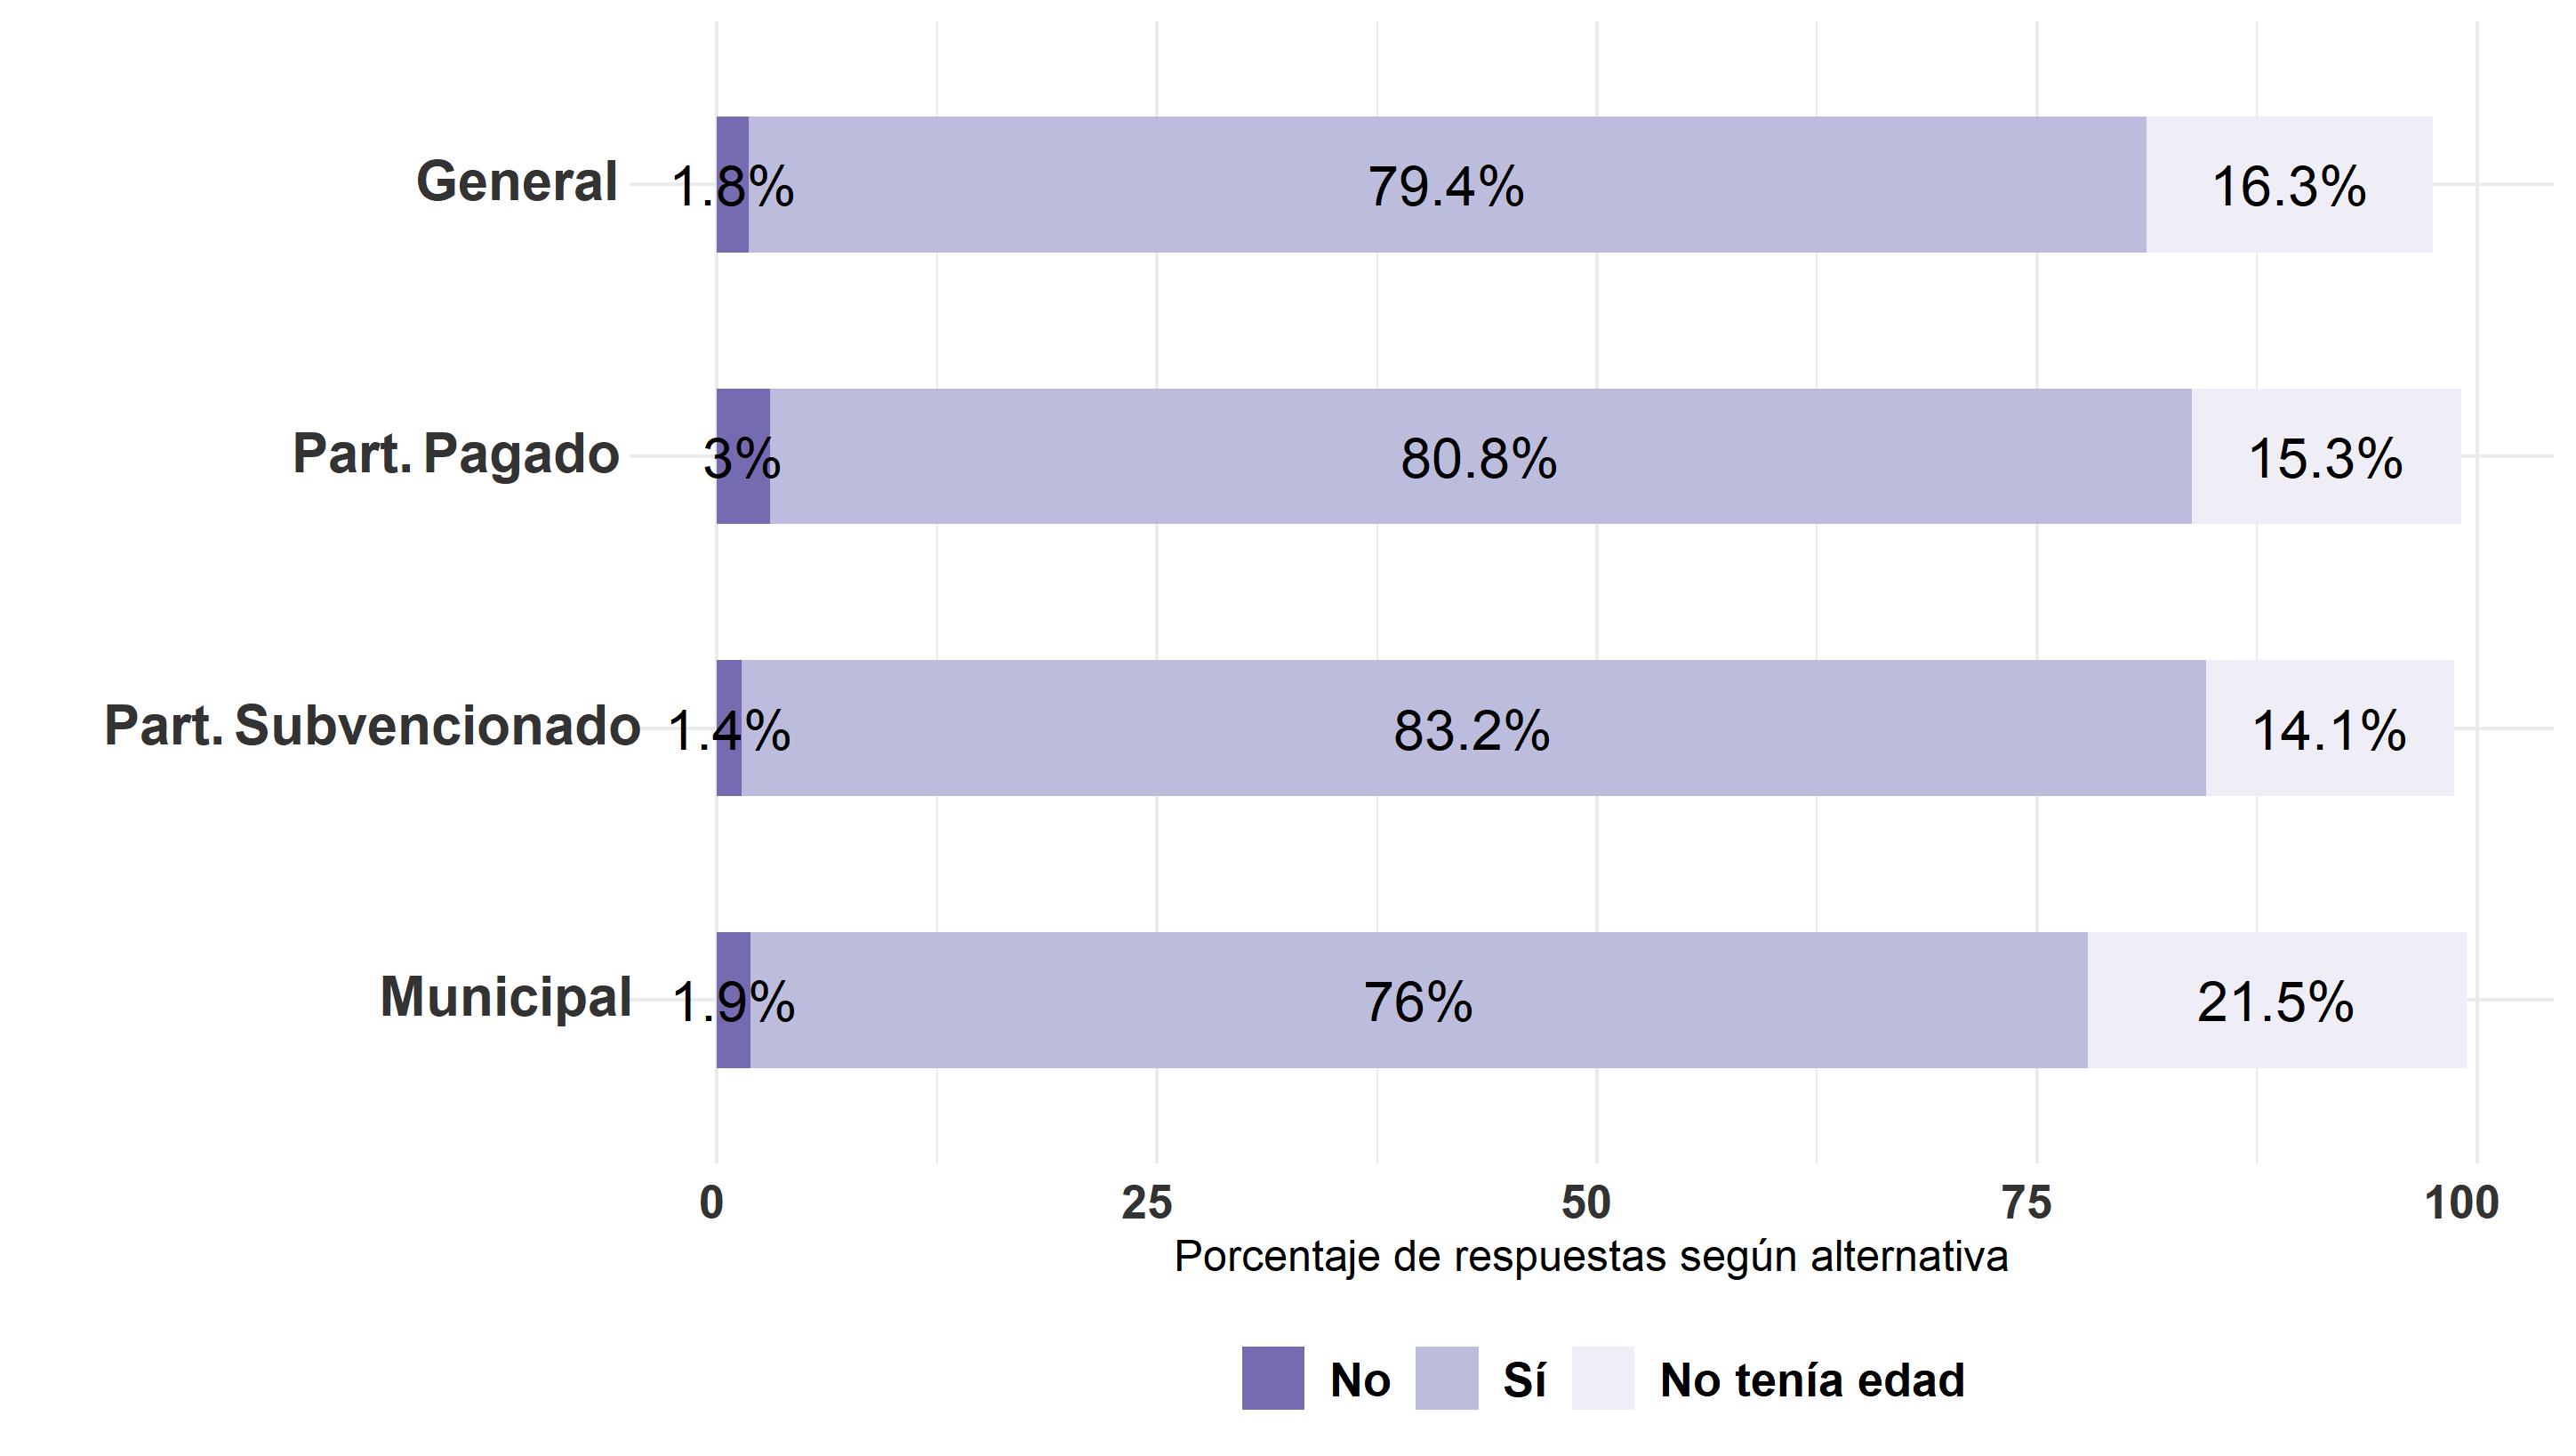 General 1.8% 79.4% 16.3%
Part. Pagado 3% 80.8% 15.3%
Part. Subvencionado 1.4% 83.2% 14.1%
Municipal 1.9% 76% 21.5%
0 25 50 75 100
Porcentaje de respuestas según alternativa
No Sí No tenía edad